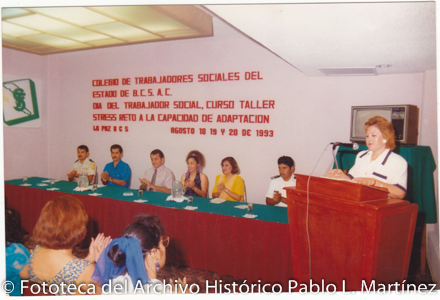 COLEGIO DE TRABAJADORES SOCIALES DEL
ESTADO DE B.C.S. A.C.
DIA DEL TRABAJADOR SOCIAL, CURSO TALLER
STRESS RETO A LA CAPACIDAD DE ADAPTACION
LA PAZ B C S AGOSTO 18 19 Y 20 DE 1993
© Fototeca del Archivo Histórico Pablo L. Martínez